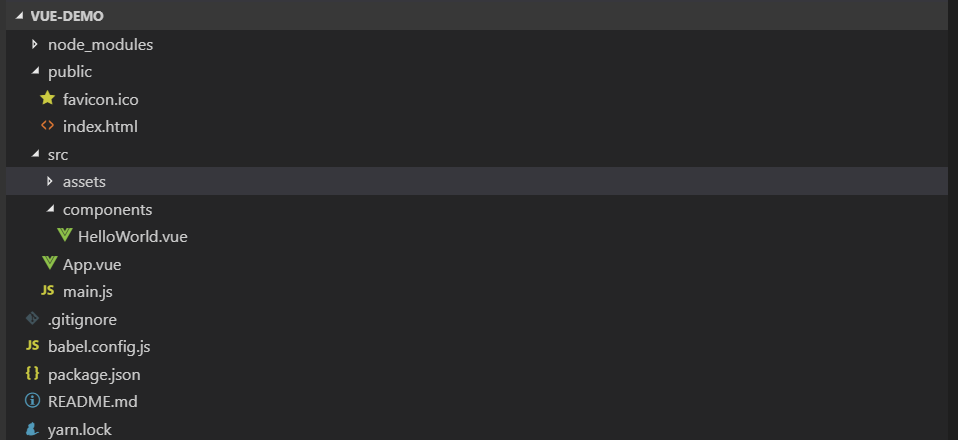 VUE-DEMO
node_modules
public
favicon.ico
<> index.html
src
assets
components
HelloWorld.vue
App.vue
JS main.js
.gitignore
JS babel.config.js
{} package.json
README.md
yarn.lock